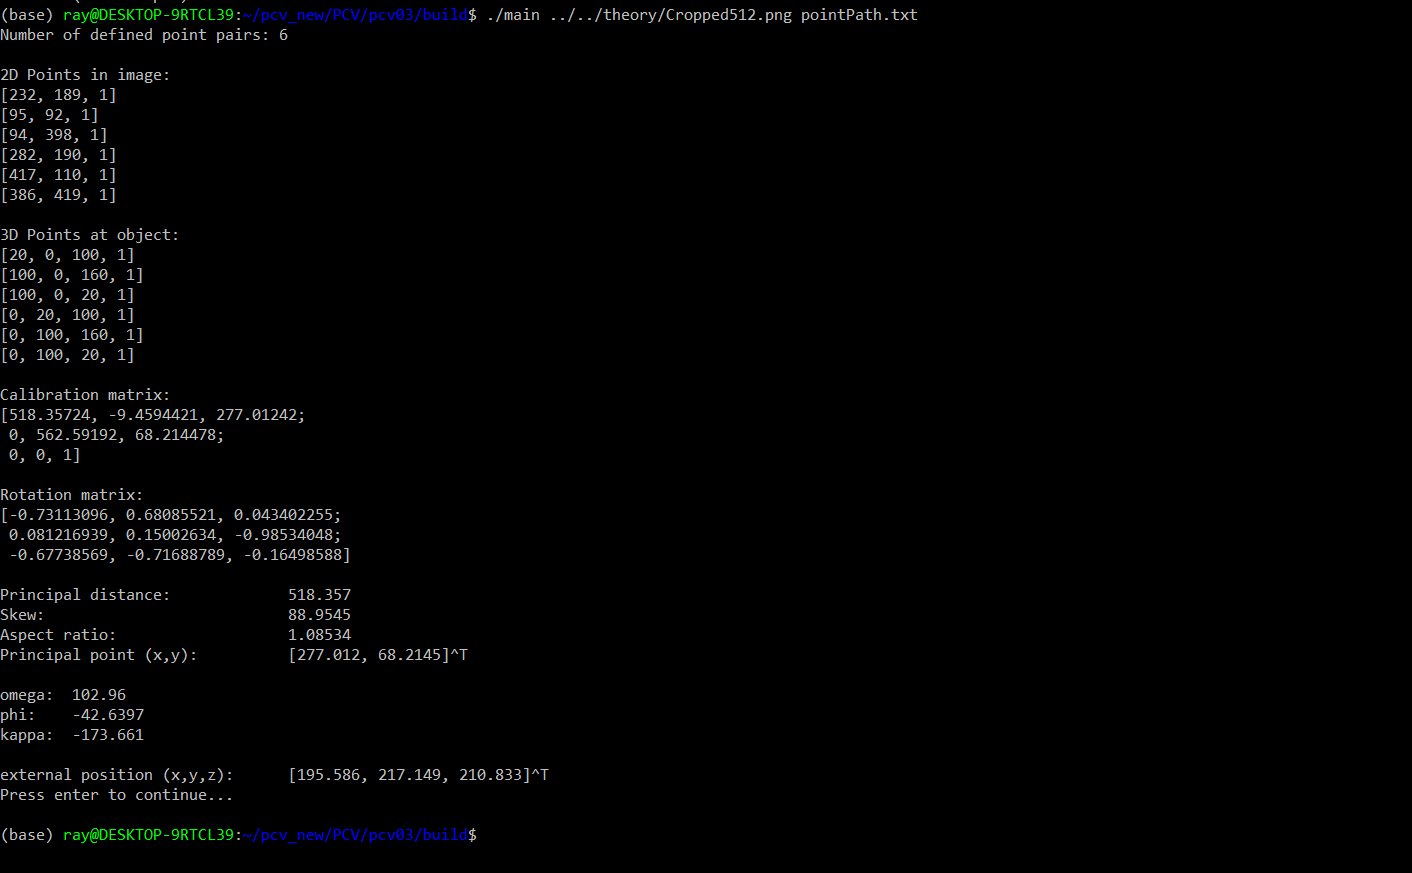 (base) ray@DESKTOP-9RTCL39:~/pcv_new/PCV/pcv03/build$ ./main ../../theory/Cropped512.png pointPath.txt
Number of defined point pairs: 6
2D Points in image:
[232, 189, 1]
[95, 92, 1]
[94, 398, 1]
[282, 190, 1]
[417, 110, 1]
[386, 419, 1]
3D Points at object:
[20, 0, 100, 1]
[100, 0, 160, 1]
[100, 0, 20, 1]
[0, 20, 100, 1]
[0, 100, 160, 1]
[0, 100, 20, 1]
Calibration matrix:
[518.35724, -9.4594421, 277.01242;
0, 562.59192, 68.214478;
0, 0, 1]
Rotation matrix:
[-0.73113096, 0.68085521, 0.043402255;
0.081216939, 0.15002634, -0.98534048;
-0.67738569, -0.71688789, -0.16498588]
Principal distance: 518.357
Skew: 88.9545
Aspect ratio: 1.08534
Principal point (x,y): [277.012, 68.2145]^T
omega: 102.96
phi: -42.6397
kappa: -173.661
external position (x,y,z): [195.586, 217.149, 210.833]^T
Press enter to continue...
(base) ray@DESKTOP-9RTCL39:~/pcv_new/PCV/pcv03/build$